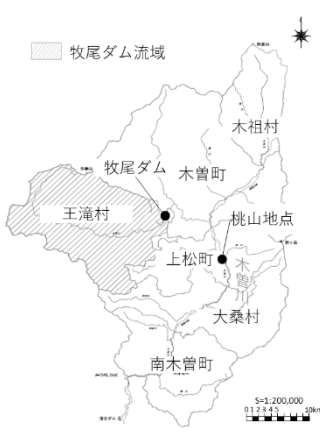 牧尾ダム流域
木祖村
牧尾ダム
木曽町
王滝村
桃山地点
上松町
木曽川
大桑村
南木曽町
S=1:200,000
0 1 2 3 4 5 10km